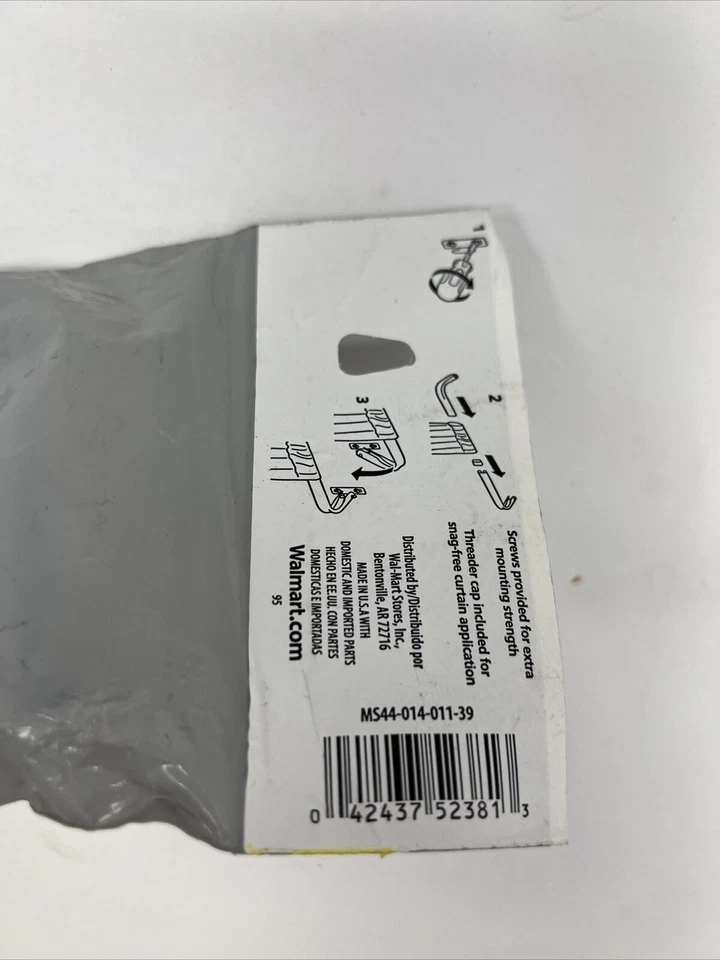 1
2
3
Screws provided for extra
mounting strength
Threader cap included for
snag-free curtain application
Distributed by/Distribuido por
Wal-Mart Stores, Inc.,
Bentonville, AR 72716
MADE IN U.S.A WITH
DOMESTIC AND IMPORTED PARTS
HECHO EN EE.UU. CON PARTES
DOMESTICAS E IMPORTADAS
Walmart.com
95
MS44-014-011-39
0 42437 52381 3